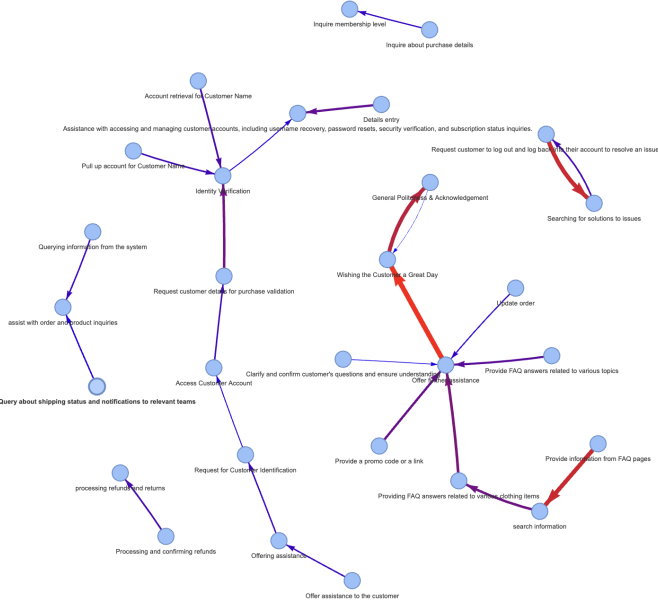 Inquire membership level
Inquire about purchase details
Account retrieval for Customer Name
Details entry
Assistance with accessing and managing customer accounts, including username recovery, password resets, security verification, and subscription status inquiries.
Request customer to log out and log back into their account to resolve an issue
Pull up account for Customer Name
Identity Verification
General Politeness & Acknowledgement
Searching for solutions to issues
Querying information from the system
Wishing the Customer a Great Day
Request customer details for purchase validation
Update order
assist with order and product inquiries
Clarify and confirm customer's questions and ensure understanding
Provide FAQ answers related to various topics
Offer further assistance
Access Customer Account
Query about shipping status and notifications to relevant teams
Provide a promo code or a link
Provide information from FAQ pages
Request for Customer Identification
processing refunds and returns
Providing FAQ answers related to various clothing items
search information
Processing and confirming refunds
Offering assistance
Offer assistance to the customer